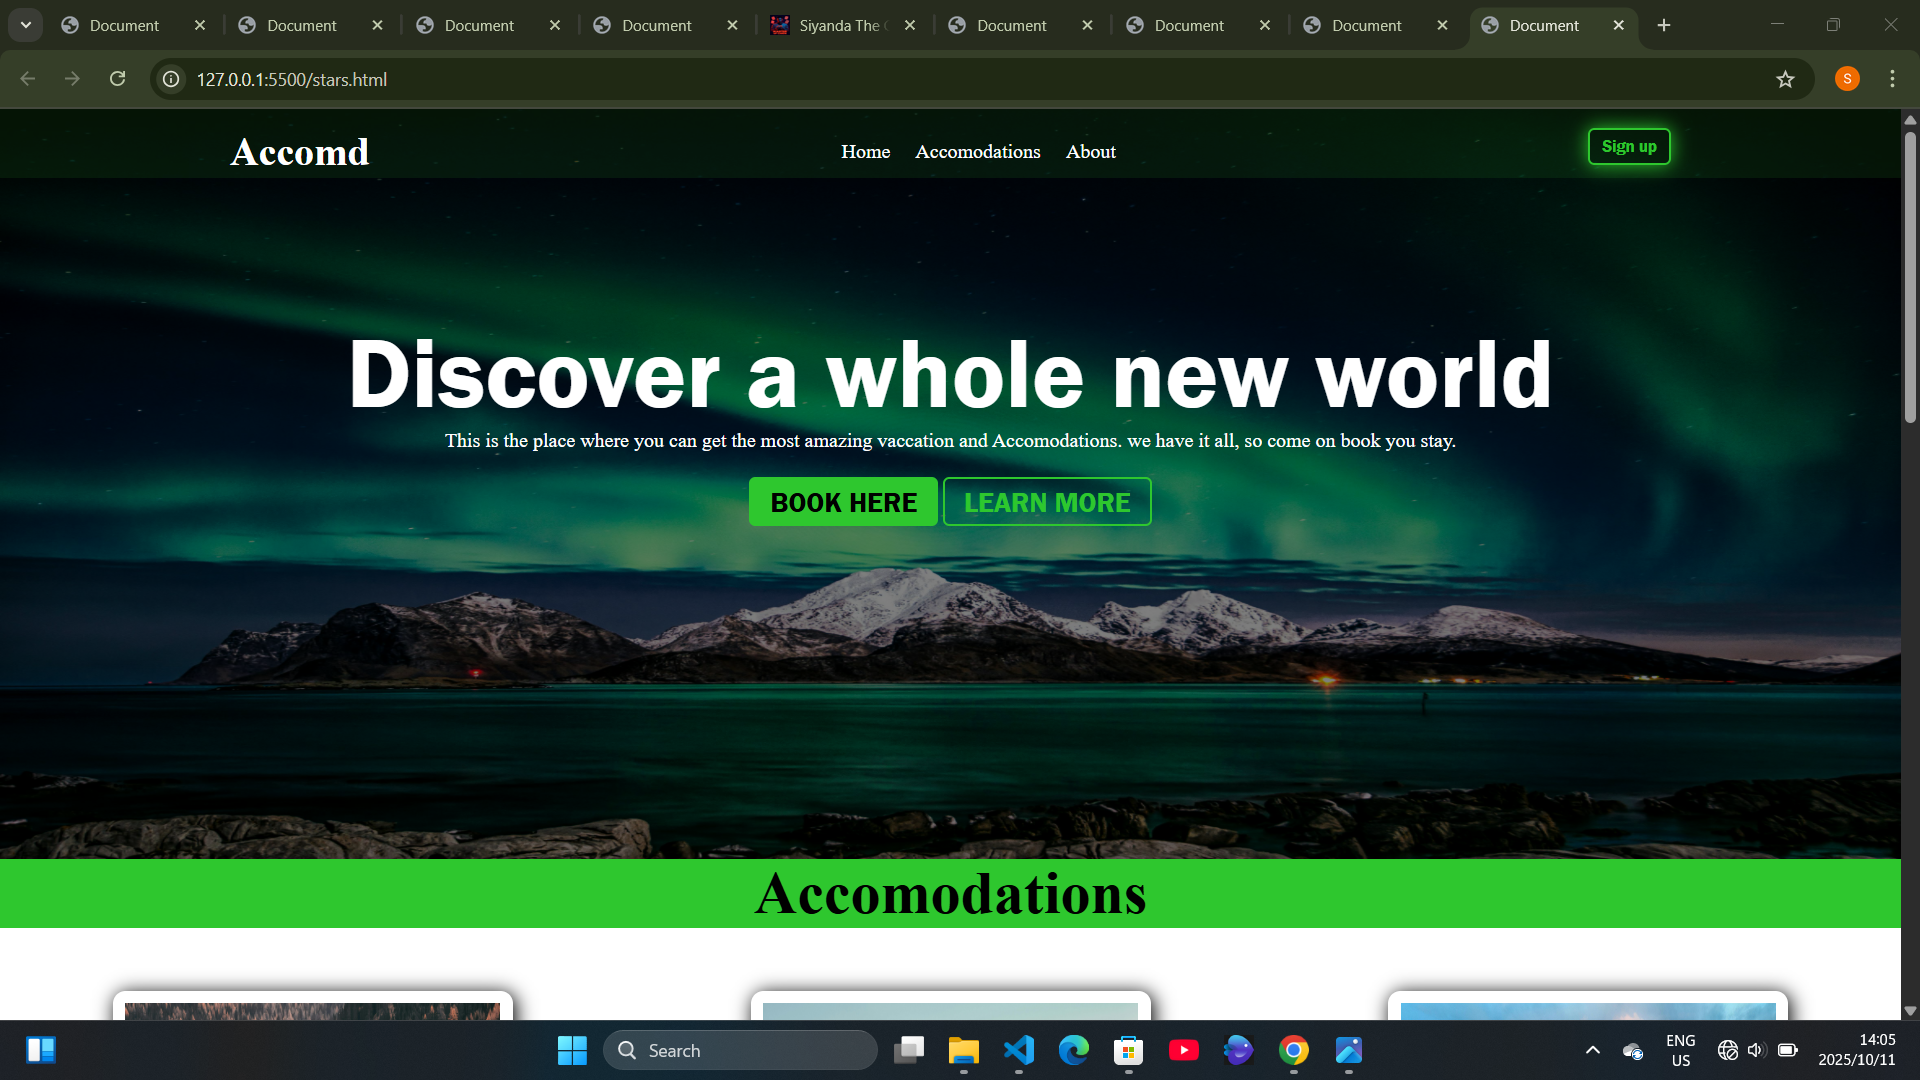 Document Document Document Document Siyanda The Document Document Document Document
127.0.0.1:5500/stars.html S
Accomd Home Accomodations About Sign up
Discover a whole new world
This is the place where you can get the most amazing vaccation and Accomodations. we have it all, so come on book you stay.
BOOK HERE LEARN MORE
Accomodations
Search ENG 14:05
US 2025/10/11